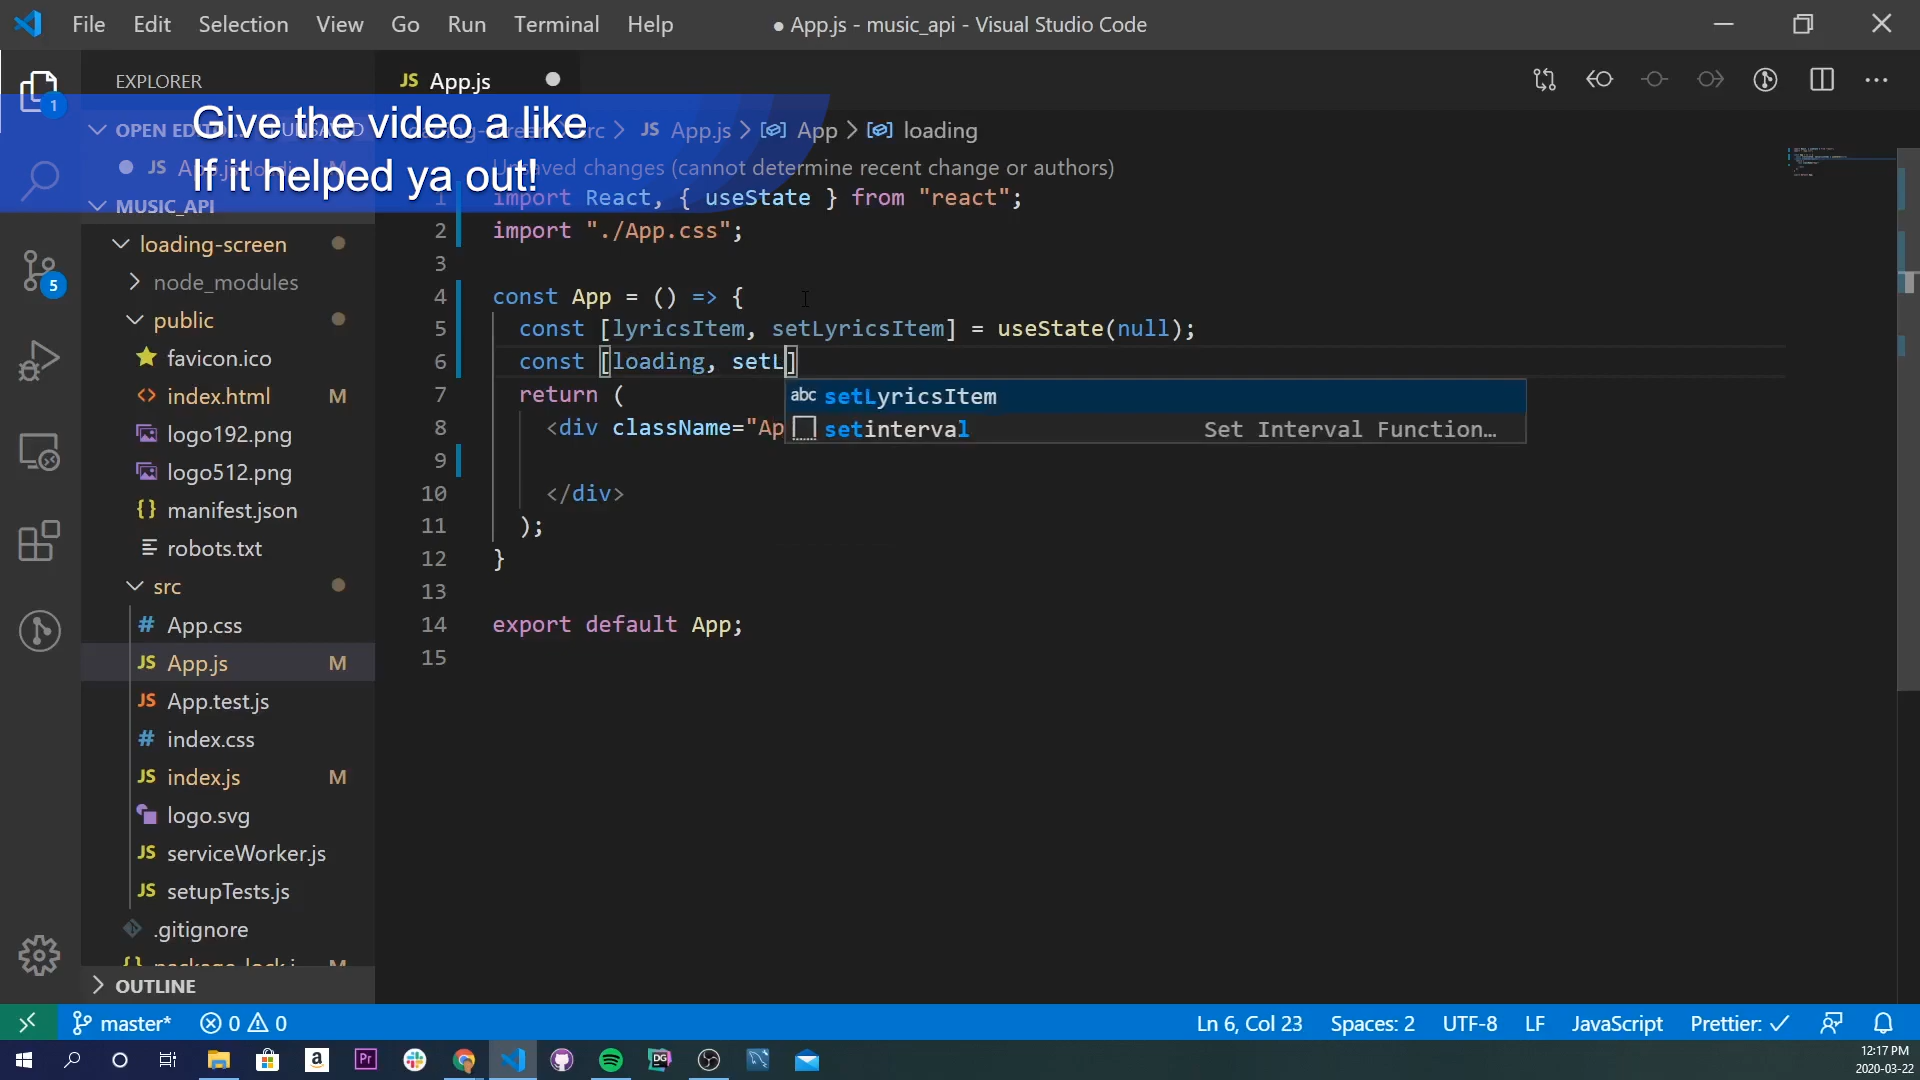 File Edit Selection View Go Run Terminal Help
● App.js - music_api - Visual Studio Code
EXPLORER
JS App.js
1
Give the video a like
If it helped ya out!
OPEN EDITO...
JS App.js
JS App.js > App > loading
Unsaved changes (cannot determine recent change or authors)
MUSIC_API
loading-screen
node_modules
public
favicon.ico
index.html M
logo192.png
logo512.png
manifest.json
robots.txt
src
# App.css
JS App.js M
JS App.test.js
# index.css
JS index.js M
logo.svg
JS serviceWorker.js
JS setupTests.js
.gitignore
OUTLINE
5
1 import React, { useState } from "react";
2 import "./App.css";
3
4 const App = () => {
5 const [lyricsItem, setLyricsItem] = useState(null);
6 const [loading, setL]
7 return (
8 <div className="Ap
9
10 </div>
11 );
12 }
13
14 export default App;
15
abc setLyricsItem
setinterval Set Interval Function...
master* 0 0
Ln 6, Col 23 Spaces: 2 UTF-8 LF JavaScript Prettier: ✓
a Pr DG
12:17 PM
2020-03-22